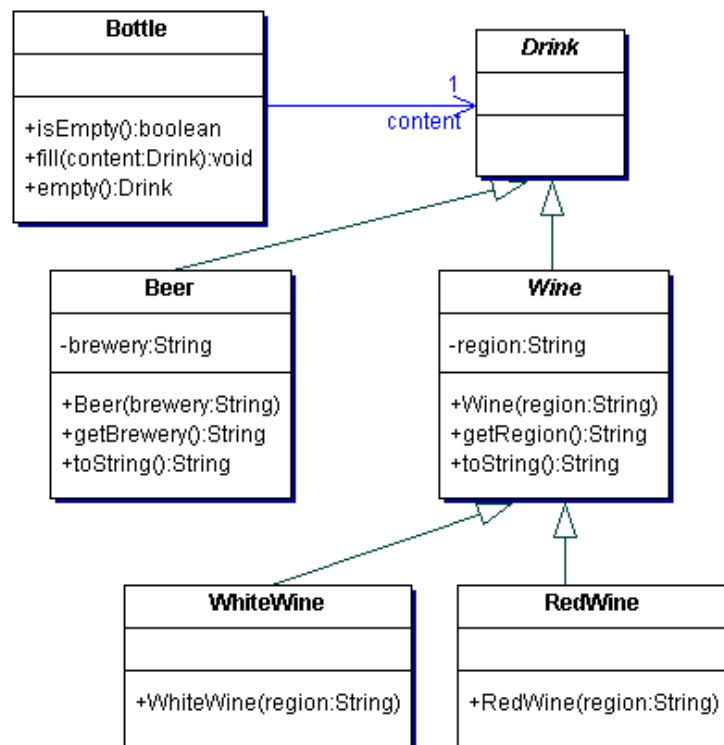 Bottle
+isEmpty():boolean
+fill(content:Drink):void
+empty():Drink
1
content
Drink
Beer
-brewery:String
+Beer(brewery:String)
+getBrewery():String
+toString():String
Wine
-region:String
+Wine(region:String)
+getRegion():String
+toString():String
WhiteWine
+WhiteWine(region:String)
RedWine
+RedWine(region:String)